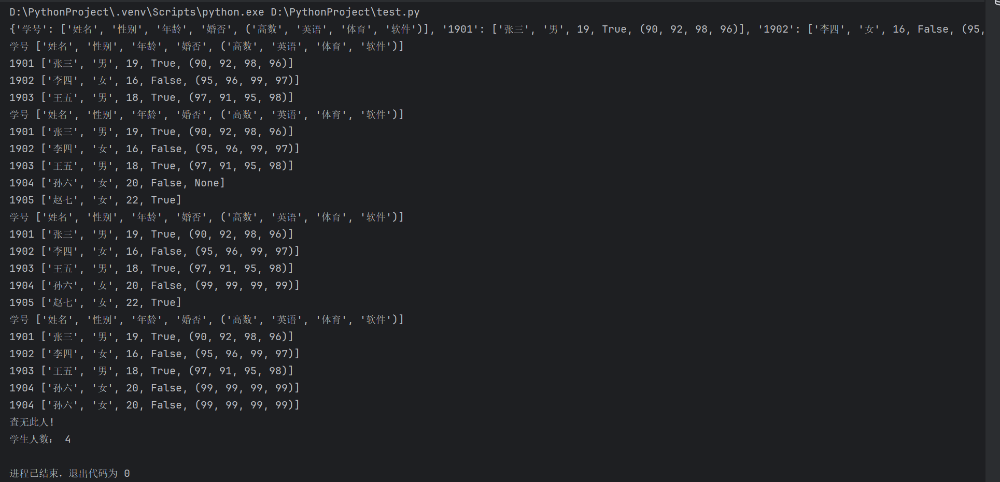 D:\PythonProject\.venv\Scripts\python.exe D:\PythonProject\test.py
{'学号': ['姓名', '性别', '年龄', '婚否', ('高数', '英语', '体育', '软件')], '1901': ['张三', '男', 19, True, (90, 92, 98, 96)], '1902': ['李四', '女', 16, False, (95,
学号 ['姓名', '性别', '年龄', '婚否', ('高数', '英语', '体育', '软件')]
1901 ['张三', '男', 19, True, (90, 92, 98, 96)]
1902 ['李四', '女', 16, False, (95, 96, 99, 97)]
1903 ['王五', '男', 18, True, (97, 91, 95, 98)]
学号 ['姓名', '性别', '年龄', '婚否', ('高数', '英语', '体育', '软件')]
1901 ['张三', '男', 19, True, (90, 92, 98, 96)]
1902 ['李四', '女', 16, False, (95, 96, 99, 97)]
1903 ['王五', '男', 18, True, (97, 91, 95, 98)]
1904 ['孙六', '女', 20, False, None]
1905 ['赵七', '女', 22, True]
学号 ['姓名', '性别', '年龄', '婚否', ('高数', '英语', '体育', '软件')]
1901 ['张三', '男', 19, True, (90, 92, 98, 96)]
1902 ['李四', '女', 16, False, (95, 96, 99, 97)]
1903 ['王五', '男', 18, True, (97, 91, 95, 98)]
1904 ['孙六', '女', 20, False, (99, 99, 99, 99)]
1905 ['赵七', '女', 22, True]
学号 ['姓名', '性别', '年龄', '婚否', ('高数', '英语', '体育', '软件')]
1901 ['张三', '男', 19, True, (90, 92, 98, 96)]
1902 ['李四', '女', 16, False, (95, 96, 99, 97)]
1903 ['王五', '男', 18, True, (97, 91, 95, 98)]
1904 ['孙六', '女', 20, False, (99, 99, 99, 99)]
1904 ['孙六', '女', 20, False, (99, 99, 99, 99)]
查无此人!
学生人数： 4
进程已结束，退出代码为 0